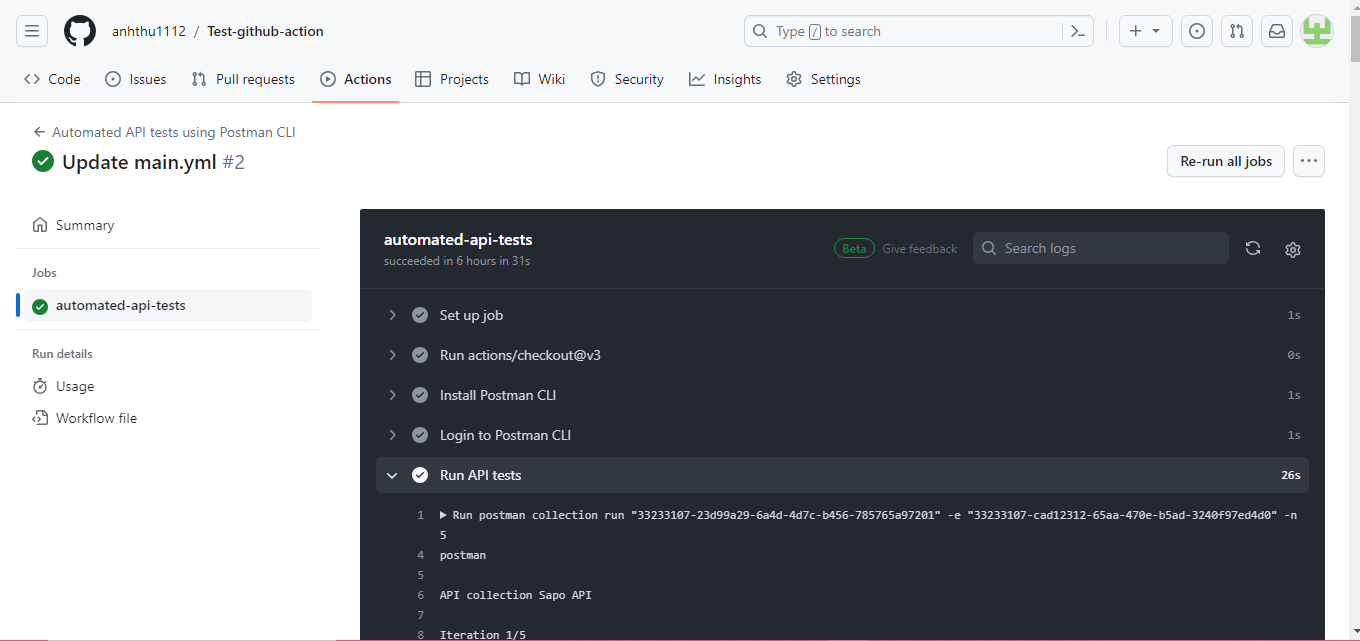 anhthu1112 / Test-github-action
Type / to search
Code Issues Pull requests Actions Projects Wiki Security Insights Settings
Automated API tests using Postman CLI
Update main.yml #2
Re-run all jobs
Summary
Jobs
automated-api-tests
Run details
Usage
Workflow file
automated-api-tests
succeeded in 6 hours in 31s
Beta Give feedback
Search logs
Set up job 1s
Run actions/checkout@v3 0s
Install Postman CLI 1s
Login to Postman CLI 1s
Run API tests 26s
1 Run postman collection run "33233107-23d99a29-6a4d-4d7c-b456-785765a97201" -e "33233107-cad12312-65aa-470e-b5ad-3240f97ed4d0" -n
5
4 postman
5
6 API collection Sapo API
7
8 Iteration 1/5